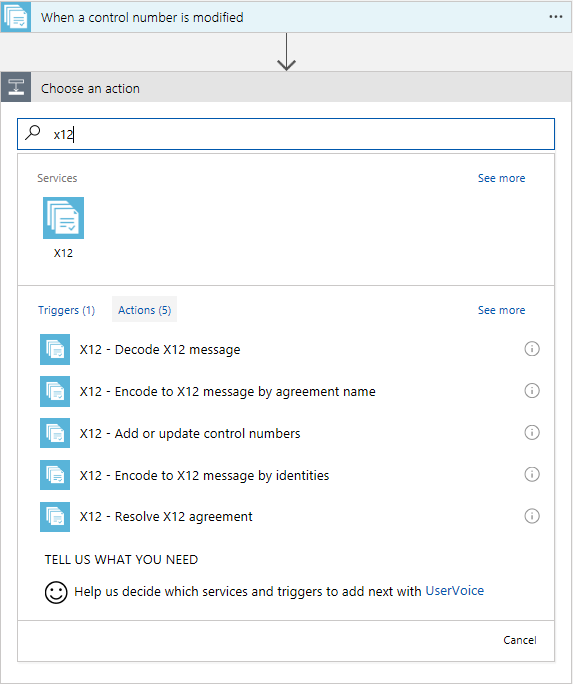 When a control number is modified
Choose an action
x12
Services
See more
X12
Triggers (1)
Actions (5)
See more
X12 - Decode X12 message
X12 - Encode to X12 message by agreement name
X12 - Add or update control numbers
X12 - Encode to X12 message by identities
X12 - Resolve X12 agreement
TELL US WHAT YOU NEED
Help us decide which services and triggers to add next with UserVoice
Cancel